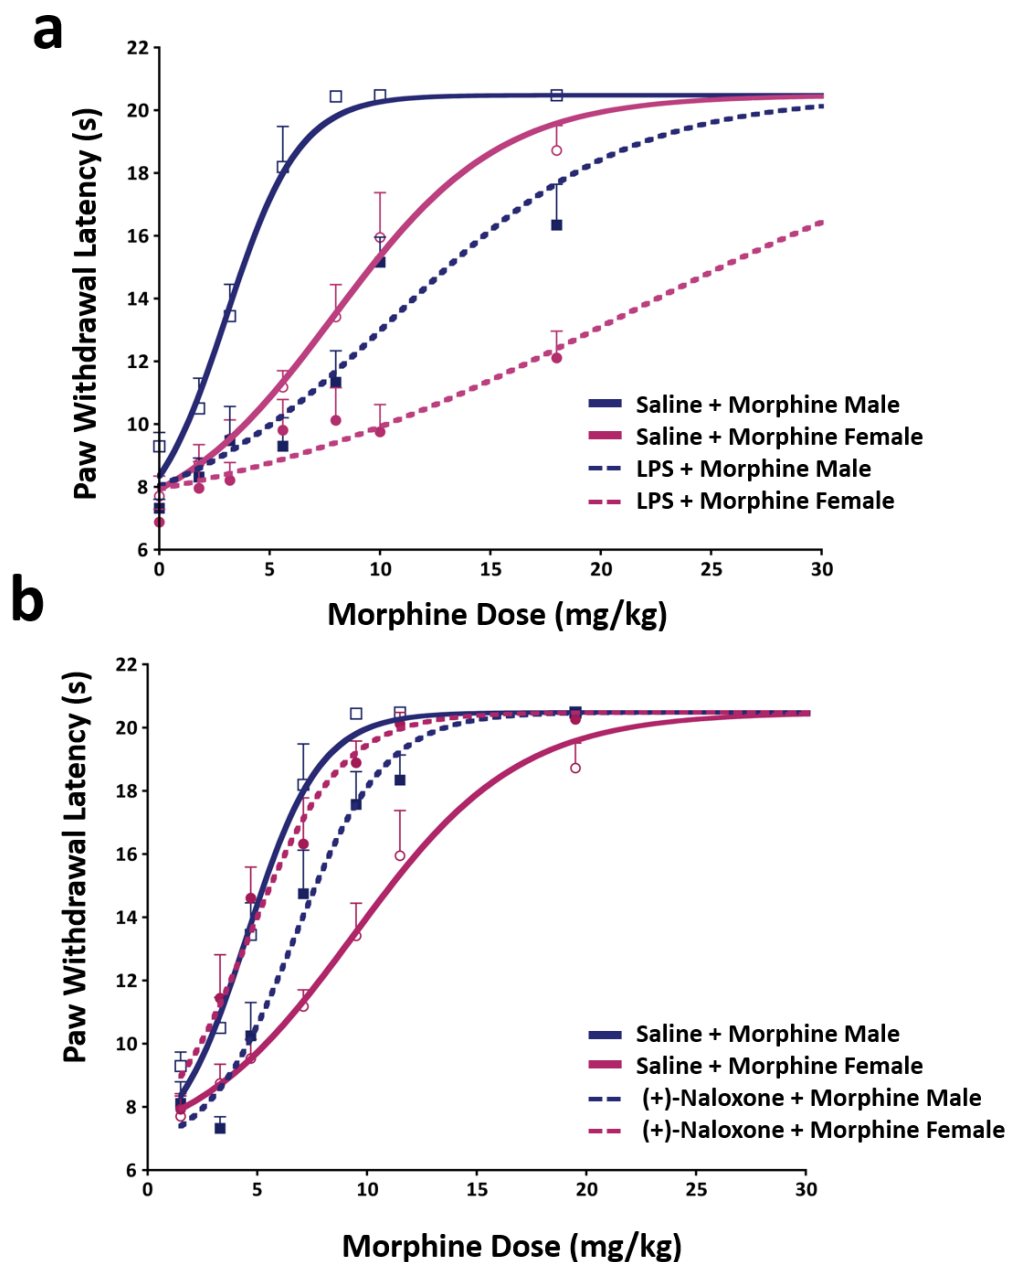 a
Paw Withdrawal Latency (s)
22
20
18
16
14
12
10
8
6
0 5 10 15 20 25 30
Saline + Morphine Male
Saline + Morphine Female
LPS + Morphine Male
LPS + Morphine Female
Morphine Dose (mg/kg)
b
Paw Withdrawal Latency (s)
22
20
18
16
14
12
10
8
6
0 5 10 15 20 25 30
Saline + Morphine Male
Saline + Morphine Female
(+)-Naloxone + Morphine Male
(+)-Naloxone + Morphine Female
Morphine Dose (mg/kg)